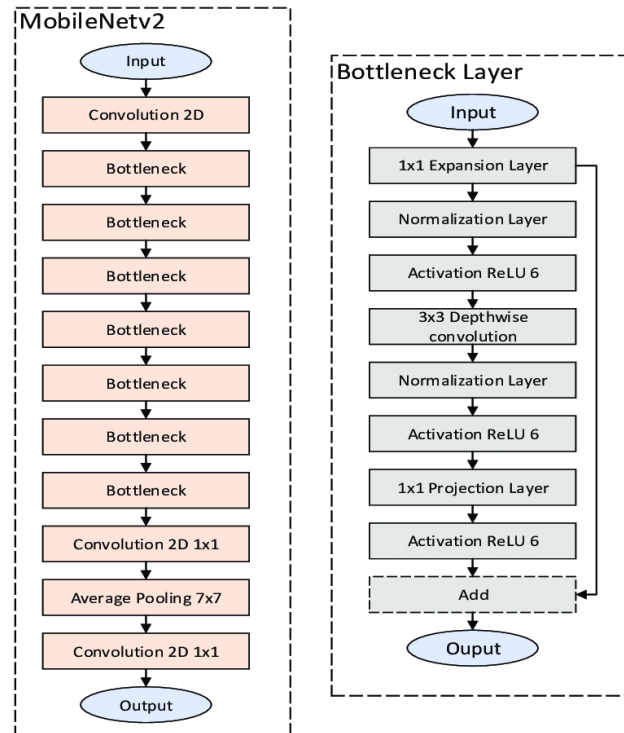 MobileNetv2
Input
Convolution 2D
Bottleneck
Bottleneck
Bottleneck
Bottleneck
Bottleneck
Bottleneck
Bottleneck
Convolution 2D 1x1
Average Pooling 7x7
Convolution 2D 1x1
Output
Bottleneck Layer
Input
1x1 Expansion Layer
Normalization Layer
Activation ReLU 6
3x3 Depthwise
convolution
Normalization Layer
Activation ReLU 6
1x1 Projection Layer
Activation ReLU 6
Add
Ouput